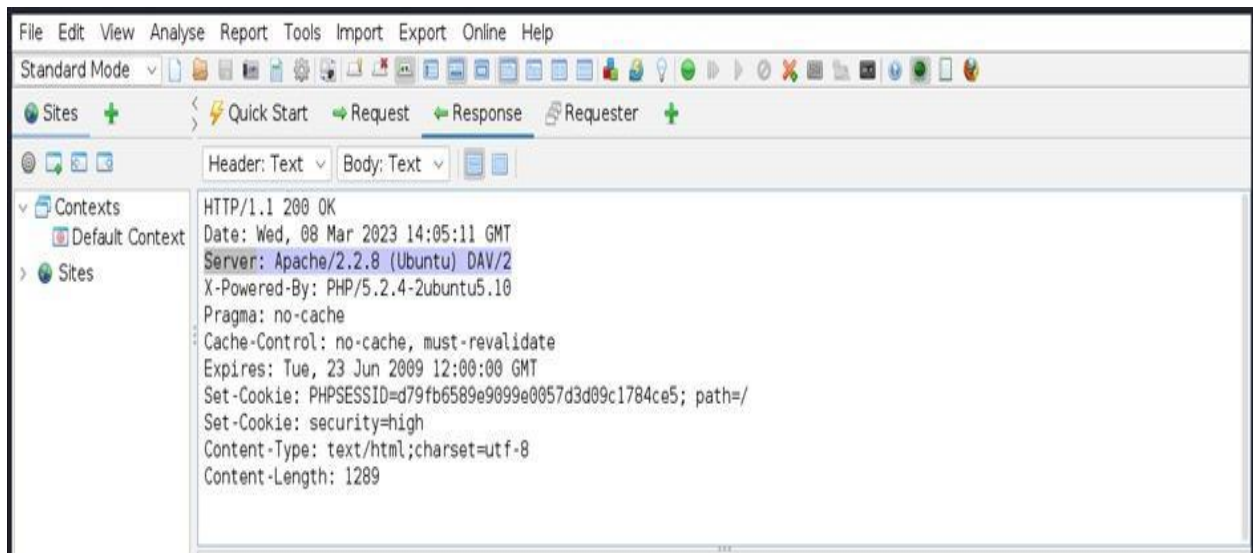 File Edit View Analyse Report Tools Import Export Online Help
Standard Mode
Sites
Quick Start Request Response Requester
Header: Text Body: Text
Contexts
Default Context
Sites
HTTP/1.1 200 OK
Date: Wed, 08 Mar 2023 14:05:11 GMT
Server: Apache/2.2.8 (Ubuntu) DAV/2
X-Powered-By: PHP/5.2.4-2ubuntu5.10
Pragma: no-cache
Cache-Control: no-cache, must-revalidate
Expires: Tue, 23 Jun 2009 12:00:00 GMT
Set-Cookie: PHPSESSID=d79fb6589e9099e0057d3d09c1784ce5; path=/
Set-Cookie: security=high
Content-Type: text/html;charset=utf-8
Content-Length: 1289